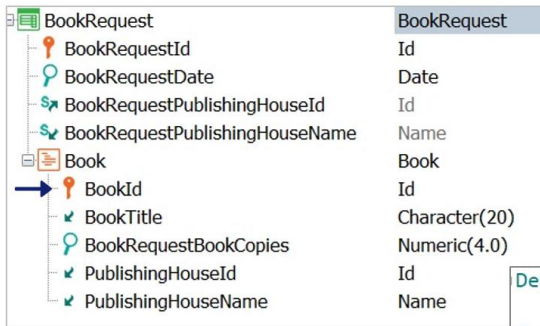 BookRequest BookRequest
BookRequestId Id
BookRequestDate Date
BookRequestPublishingHouseId Id
BookRequestPublishingHouseName Name
Book Book
BookId Id
BookTitle Character(20)
BookRequestBookCopies Numeric(4.0)
PublishingHouseId Id
De
PublishingHouseName Name